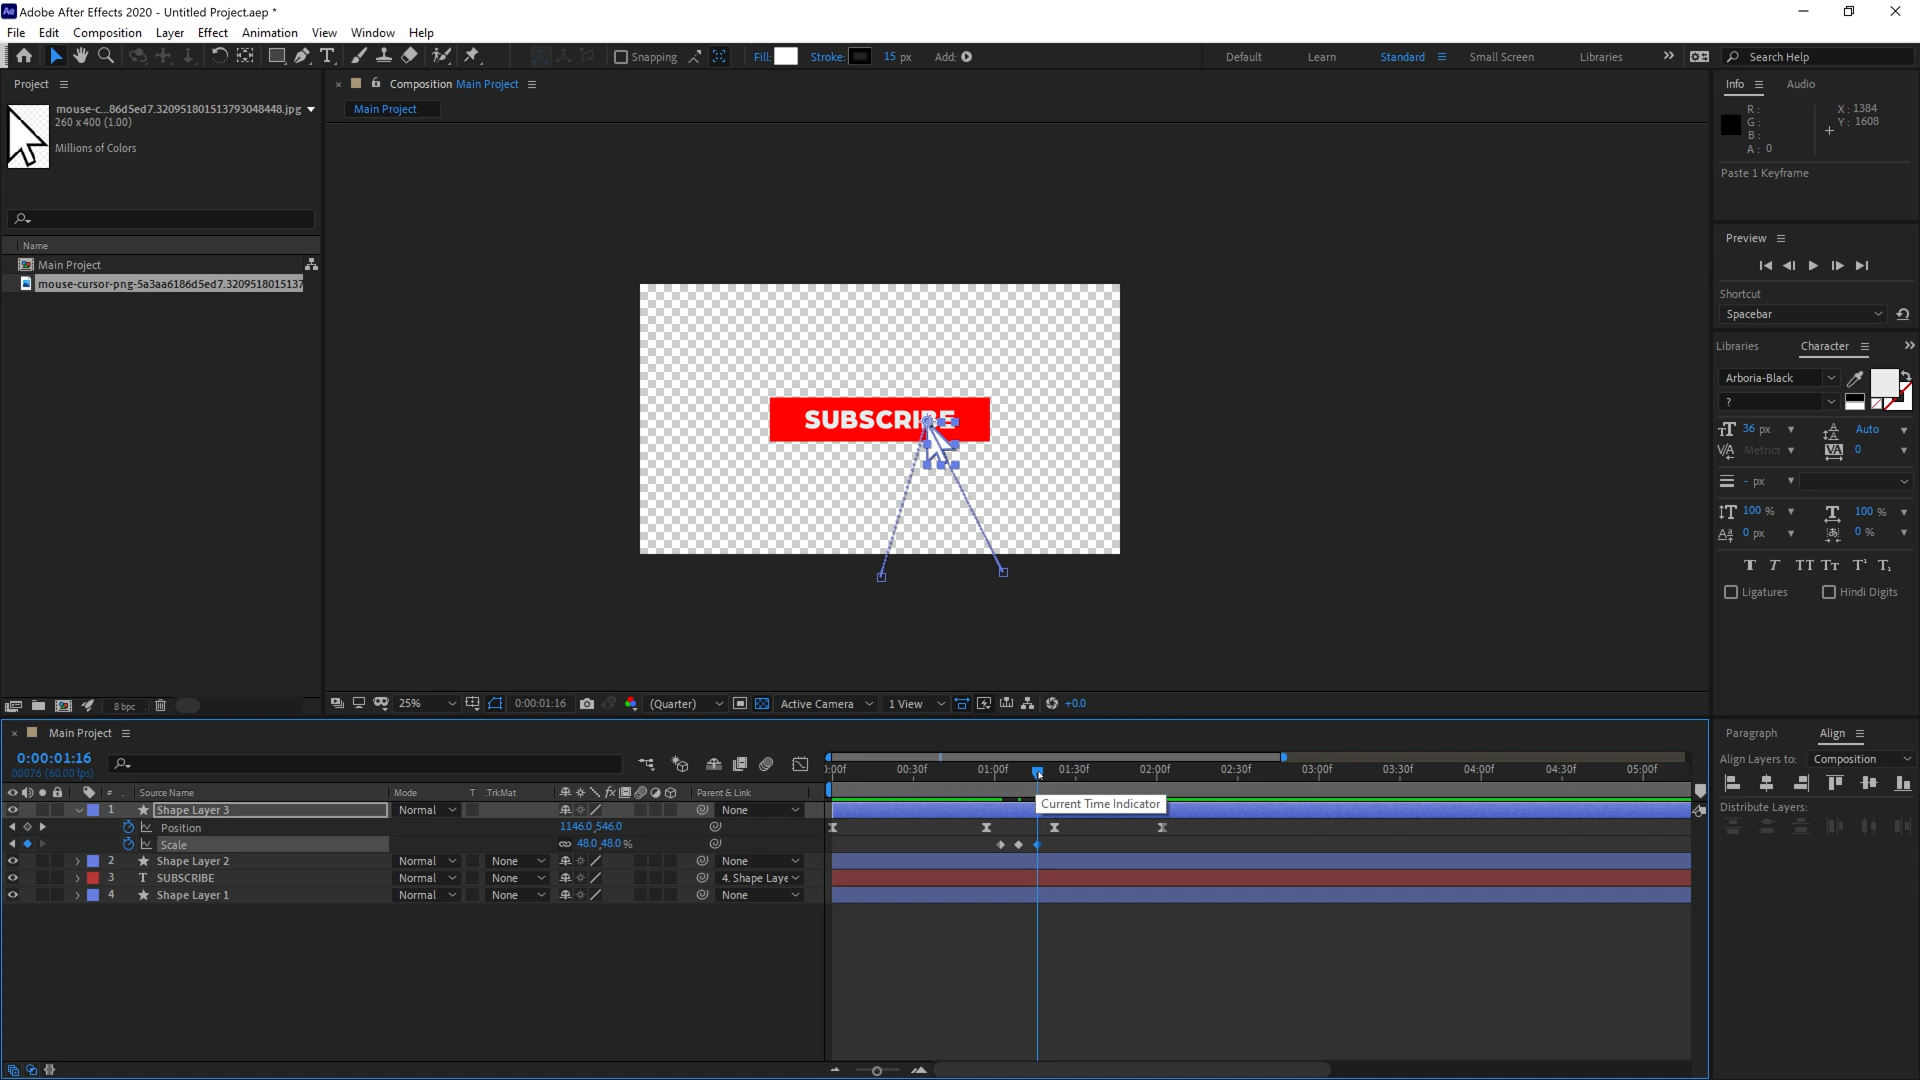 Adobe After Effects 2020 - Untitled Project.aep *
File Edit Composition Layer Effect Animation View Window Help
Snapping Fill: Stroke: 15 px Add: Default Learn Standard Small Screen Libraries Search Help
Project
mouse-c...86d5ed7.32095180151379304​8448.jpg
260 x 400 (1.00)
Millions of Colors
Name
Main Project
mouse-cursor-png-5a3aa6186d5ed7.3209518015137
8 bpc
Composition Main Project
Main Project
SUBSCRIBE
25% 0:00:01:16 (Quarter) Active Camera 1 View +0.0
Info Audio
R: X: 1384
G: Y: 1608
B:
A: 0
Paste 1 Keyframe
Preview
Shortcut
Spacebar
Libraries Character
Arboria-Black
?
36 px Auto
Metrics 0
- px
100 % 100 %
0 px 0 %
Ligatures Hindi Digits
Paragraph Align
Align Layers to: Composition
Distribute Layers:
Main Project
0:00:01:16
00076 (60.00 fps)
:00f 00:30f 01:00f 01:30f 02:00f 02:30f 03:00f 03:30f 04:00f 04:30f 05:00f
# Source Name Mode T .TrkMat Parent & Link
Current Time Indicator
1 Shape Layer 3 Normal None
Position 1146.0,546.0
Scale 48.0,48.0 %
2 Shape Layer 2 Normal None None
3 T SUBSCRIBE Normal None 4. Shape Laye
4 Shape Layer 1 Normal None None